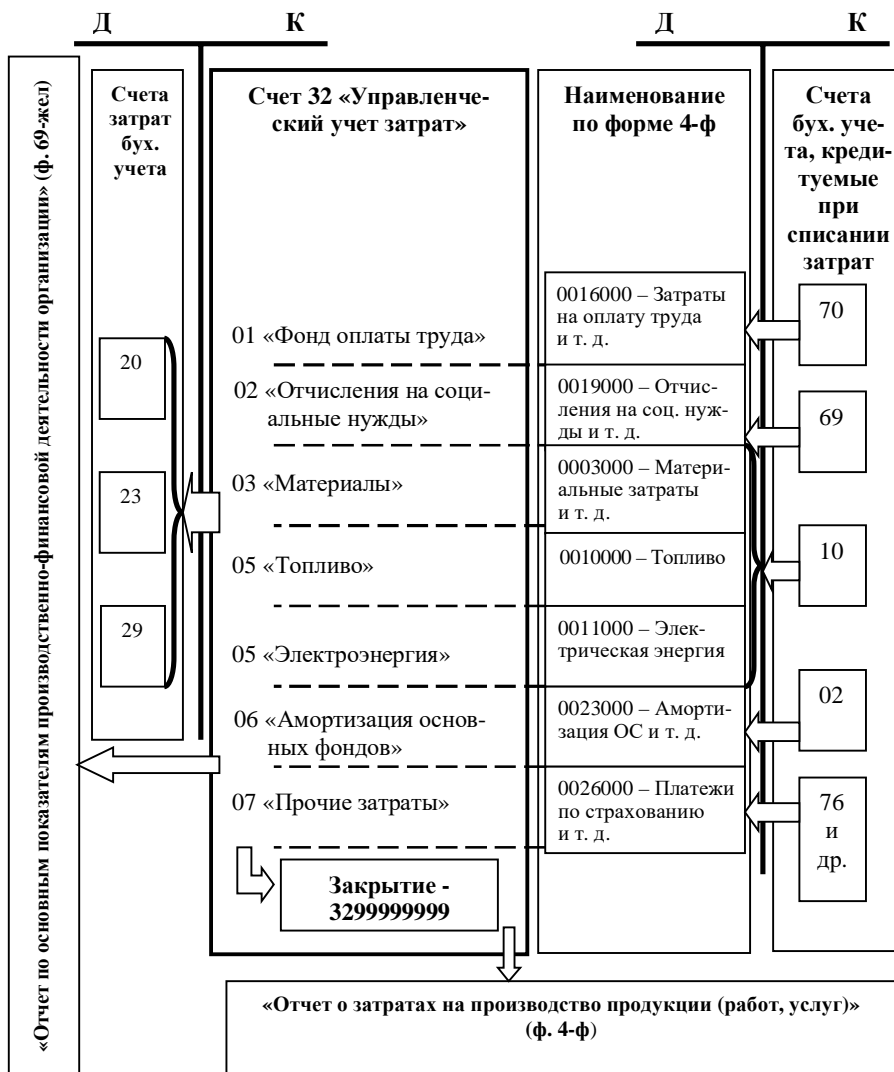 Д
К
Д
К
«Отчет по основным показателям производственно-финансовой деятельности организации» (ф. 69-жел)
Счета
затрат
бух.
учета
20
23
29
Счет 32 «Управленче-
ский учет затрат»
01 «Фонд оплаты труда»
02 «Отчисления на соци-
альные нужды»
03 «Материалы»
05 «Топливо»
05 «Электроэнергия»
06 «Амортизация основ-
ных фондов»
07 «Прочие затраты»
Закрытие -
3299999999
Наименование
по форме 4-ф
0016000 – Затраты
на оплату труда
и т. д.
0019000 – Отчис-
ления на соц. нуж-
ды и т. д.
0003000 – Матери-
альные затраты
и т. д.
0010000 – Топливо
0011000 – Элек-
трическая энергия
0023000 – Аморти-
зация ОС и т. д.
0026000 – Платежи
по страхованию
и т. д.
Счета
бух. уче-
та, креди-
туемые
при
списании
затрат
70
69
10
02
76
и
др.
«Отчет о затратах на производство продукции (работ, услуг)»
(ф. 4-ф)